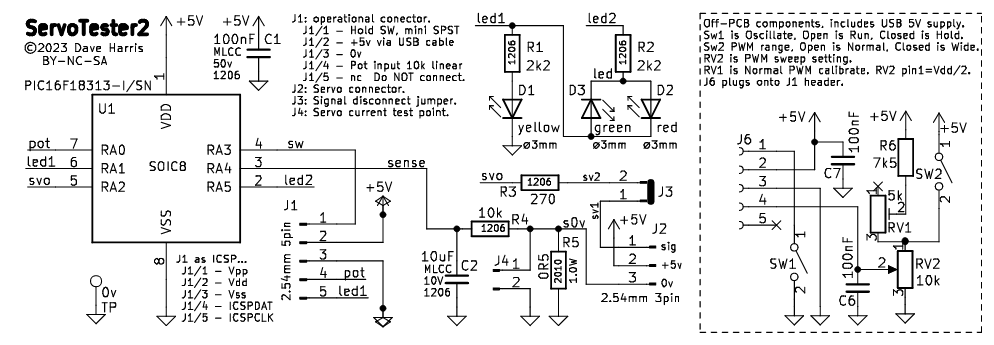 ServoTester2
©2023 Dave Harris
BY-NC-SA
PIC16F18313-I/SN
+5V
100nF
MLCC
50v
1206
C1
U1
1
VDD
SOIC8
VSS
8
pot 7 RA0
led1 6 RA1
svo 5 RA2
RA3 4 sw
RA4 3 sense
RA5 2 led2
0v
TP
J1 as ICSP...
J1/1 - Vpp
J1/2 - Vdd
J1/3 - Vss
J1/4 - ICSPDAT
J1/5 - ICSPCLK
J1: operational conector.
J1/1 - Hold SW, mini SPST
J1/2 - +5v via USB cable
J1/3 - 0v
J1/4 - Pot input 10k linear
J1/5 - nc Do NOT connect.
J2: Servo connector.
J3: Signal disconnect jumper.
J4: Servo current test point.
J1
2.54mm 5pin
1
2
3
4 pot
5 led1
+5V
led1
R1
1206
2k2
D1
yellow
ø3mm
led2
R2
1206
2k2
led
D3
green
ø3mm
D2
red
ø3mm
svo
R3
1206
270
sv2
2
1
J3
sv1
10k
1206
R4
s0v
10uF
MLCC
10V
1206
C2
J4
1
2
R5
0R5
2010
1.0W
+5V
J2
1 sig
2 +5v
3 0v
2.54mm 3pin
Off-PCB components, includes USB 5V supply.
Sw1 is Oscillate, Open is Run, Closed is Hold.
Sw2 PWM range, Open is Normal, Closed is Wide.
RV2 is PWM sweep setting.
RV1 is Normal PWM calibrate. RV2 pin1=Vdd/2.
J6 plugs onto J1 header.
J6
1
2
3
4
5
+5V
100nF
C7
+5V
R6
7k5
+5V
1
SW2
2
5k
2
RV1
3
1
SW1
2
100nF
C6
2
3
RV2
10k
1